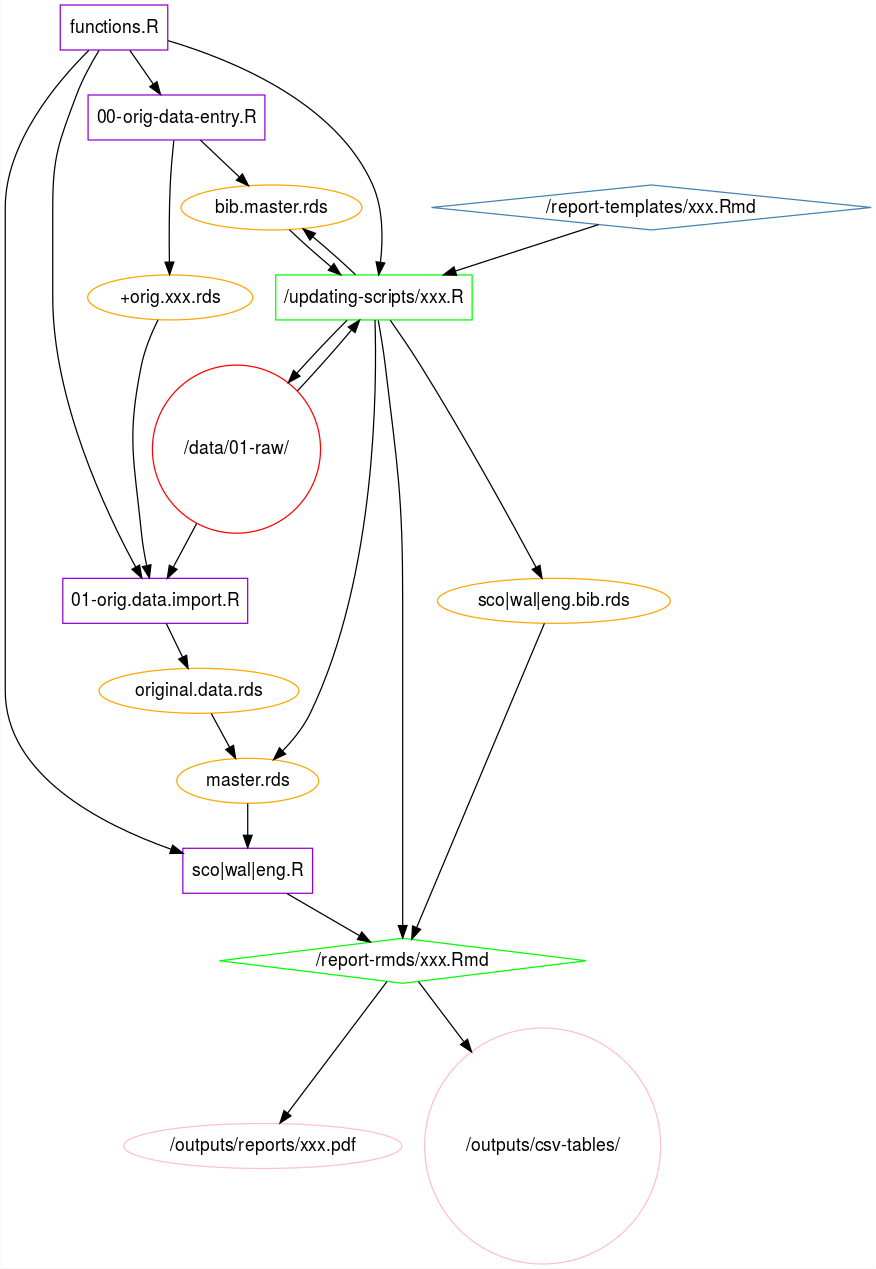 functions.R
00-orig-data-entry.R
bib.master.rds
/report-templates/xxx.Rmd
+orig.xxx.rds
/updating-scripts/xxx.R
/data/01-raw/
01-orig.data.import.R
sco|wal|eng.bib.rds
original.data.rds
master.rds
sco|wal|eng.R
/report-rmds/xxx.Rmd
/outputs/reports/xxx.pdf
/outputs/csv-tables/